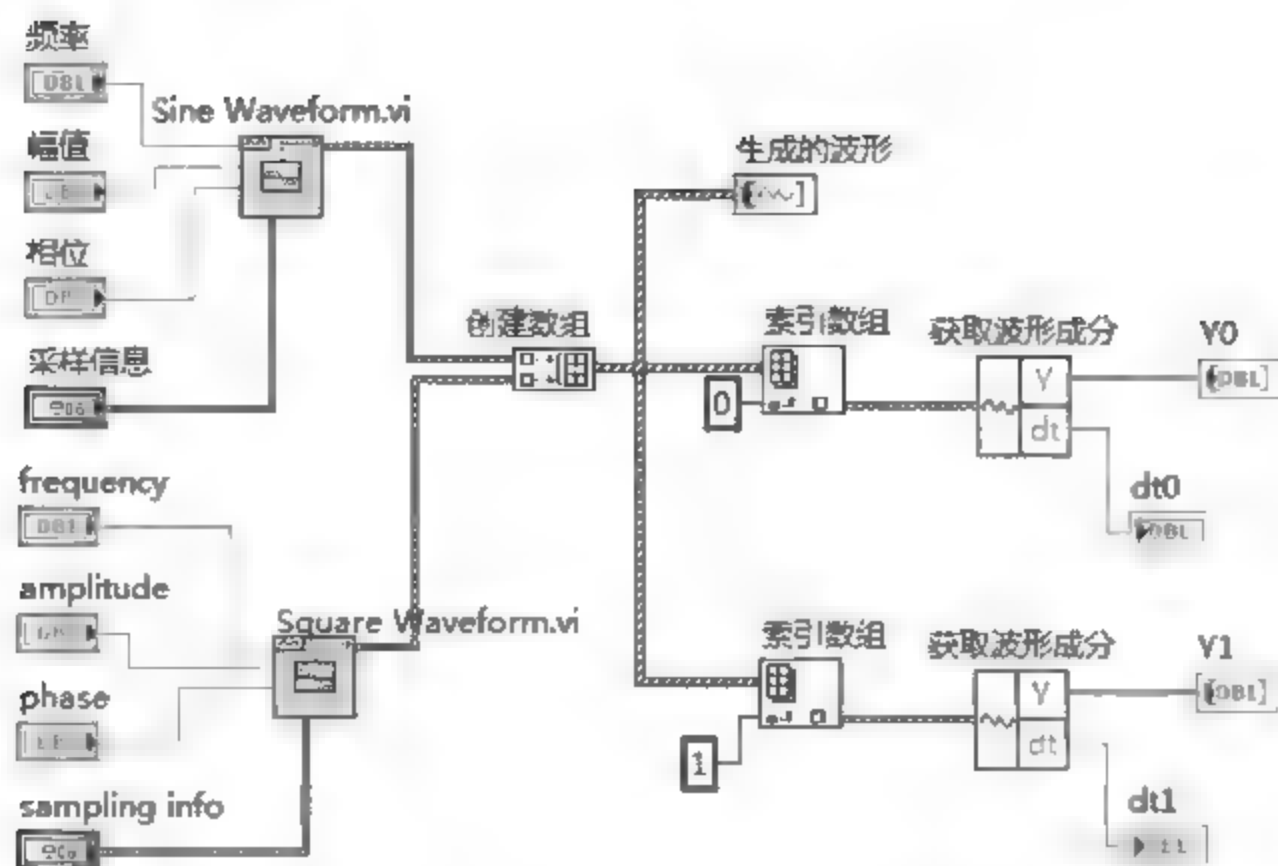 频率
DBL
Sine Waveform.vi
幅值
相位
采样信息
生成的波形
创建数组
索引数组
获取波形成分
Y0
0
Y
DBL
dt
dt0
DBL
frequency
DBL
amplitude
Square Waveform.vi
phase
sampling info
索引数组
获取波形成分
Y1
Y
DBL
dt
1
dt1